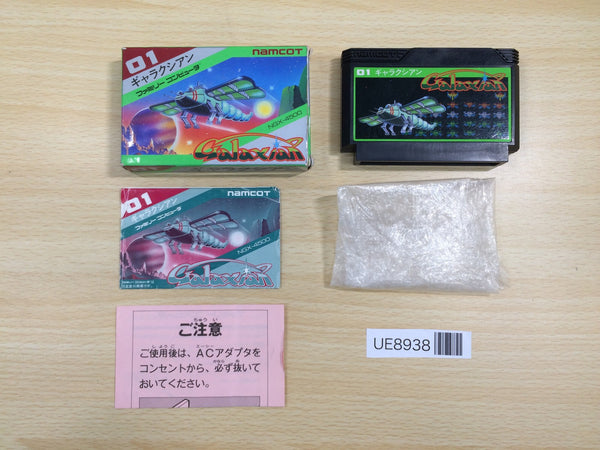 01
ギャラクシアン
ファミリーコンピュータ
namcot
NGX-4500
Galaxian
01 ギャラクシアン
Galaxian
01
ギャラクシアン
ファミリーコンピュータ
namcot
NGX-4500
Galaxian
ご注意
ご使用後は、ACアダプタを
コンセントから、必ず抜いて
おいてください。
UE8938